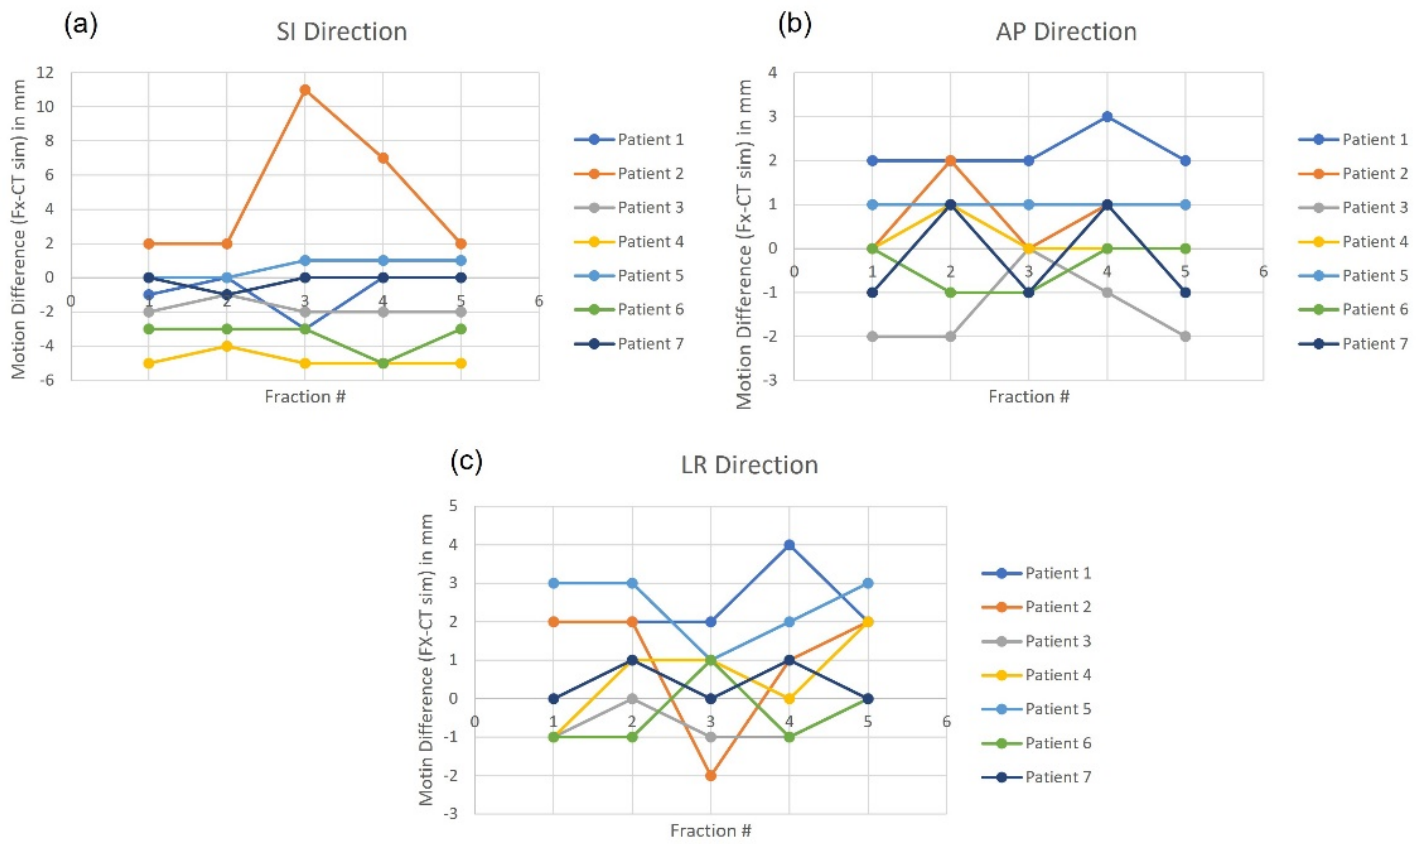 (a)
SI Direction
Motion Difference (Fx-CT sim) in mm
12
10
8
6
4
2
0
-2
-4
-6
0
1
2
3
4
5
6
Fraction #
Patient 1
Patient 2
Patient 3
Patient 4
Patient 5
Patient 6
Patient 7
(b)
AP Direction
Motion Difference (Fx-CT sim) in mm
4
3
2
1
0
-1
-2
-3
0
1
2
3
4
5
6
Fraction #
Patient 1
Patient 2
Patient 3
Patient 4
Patient 5
Patient 6
Patient 7
(c)
LR Direction
Motin Difference (FX-CT sim) in mm
5
4
3
2
1
0
-1
-2
-3
0
1
2
3
4
5
6
Fraction #
Patient 1
Patient 2
Patient 3
Patient 4
Patient 5
Patient 6
Patient 7